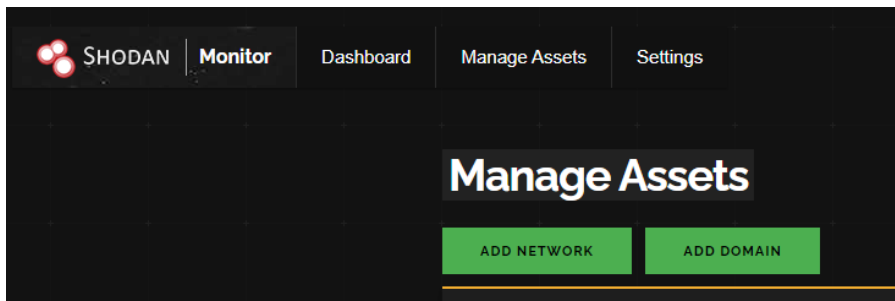 SHODAN Monitor Dashboard Manage Assets Settings
Manage Assets
ADD NETWORK ADD DOMAIN